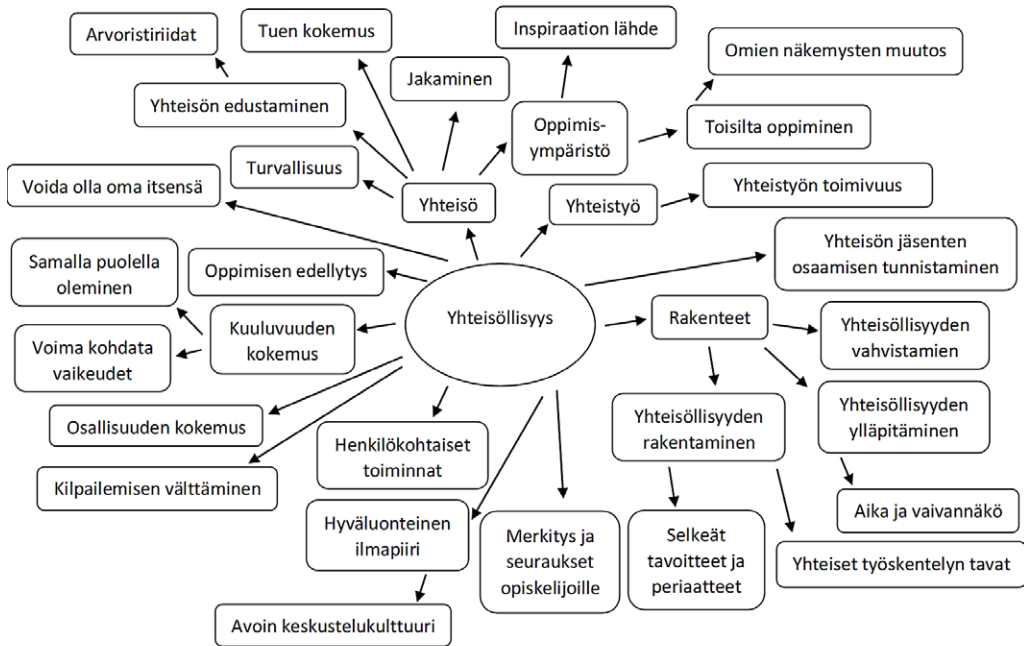 Arvoristiriidat
Tuen kokemus
Inspiraation lähde
Omien näkemysten muutos
Jakaminen
Yhteisön edustaminen
Oppimis-
ympäristö
Toisilta oppiminen
Turvallisuus
Voida olla oma itsensä
Yhteisö
Yhteistyö
Yhteistyön toimivuus
Samalla puolella
oleminen
Oppimisen edellytys
Yhteisön jäsenten
osaamisen tunnistaminen
Yhteisöllisyys
Kuuluvuuden
kokemus
Rakenteet
Yhteisöllisyyden
vahvistamien
Voima kohdata
vaikeudet
Osallisuuden kokemus
Henkilökohtaiset
toiminnat
Yhteisöllisyyden
rakentaminen
Yhteisöllisyyden
ylläpitäminen
Kilpailemisen välttäminen
Hyväluonteinen
ilmapiiri
Merkitys ja
seuraukset
opiskelijoille
Selkeät
tavoitteet ja
periaatteet
Aika ja vaivannäkö
Yhteiset työskentelyn tavat
Avoin keskustelukulttuuri